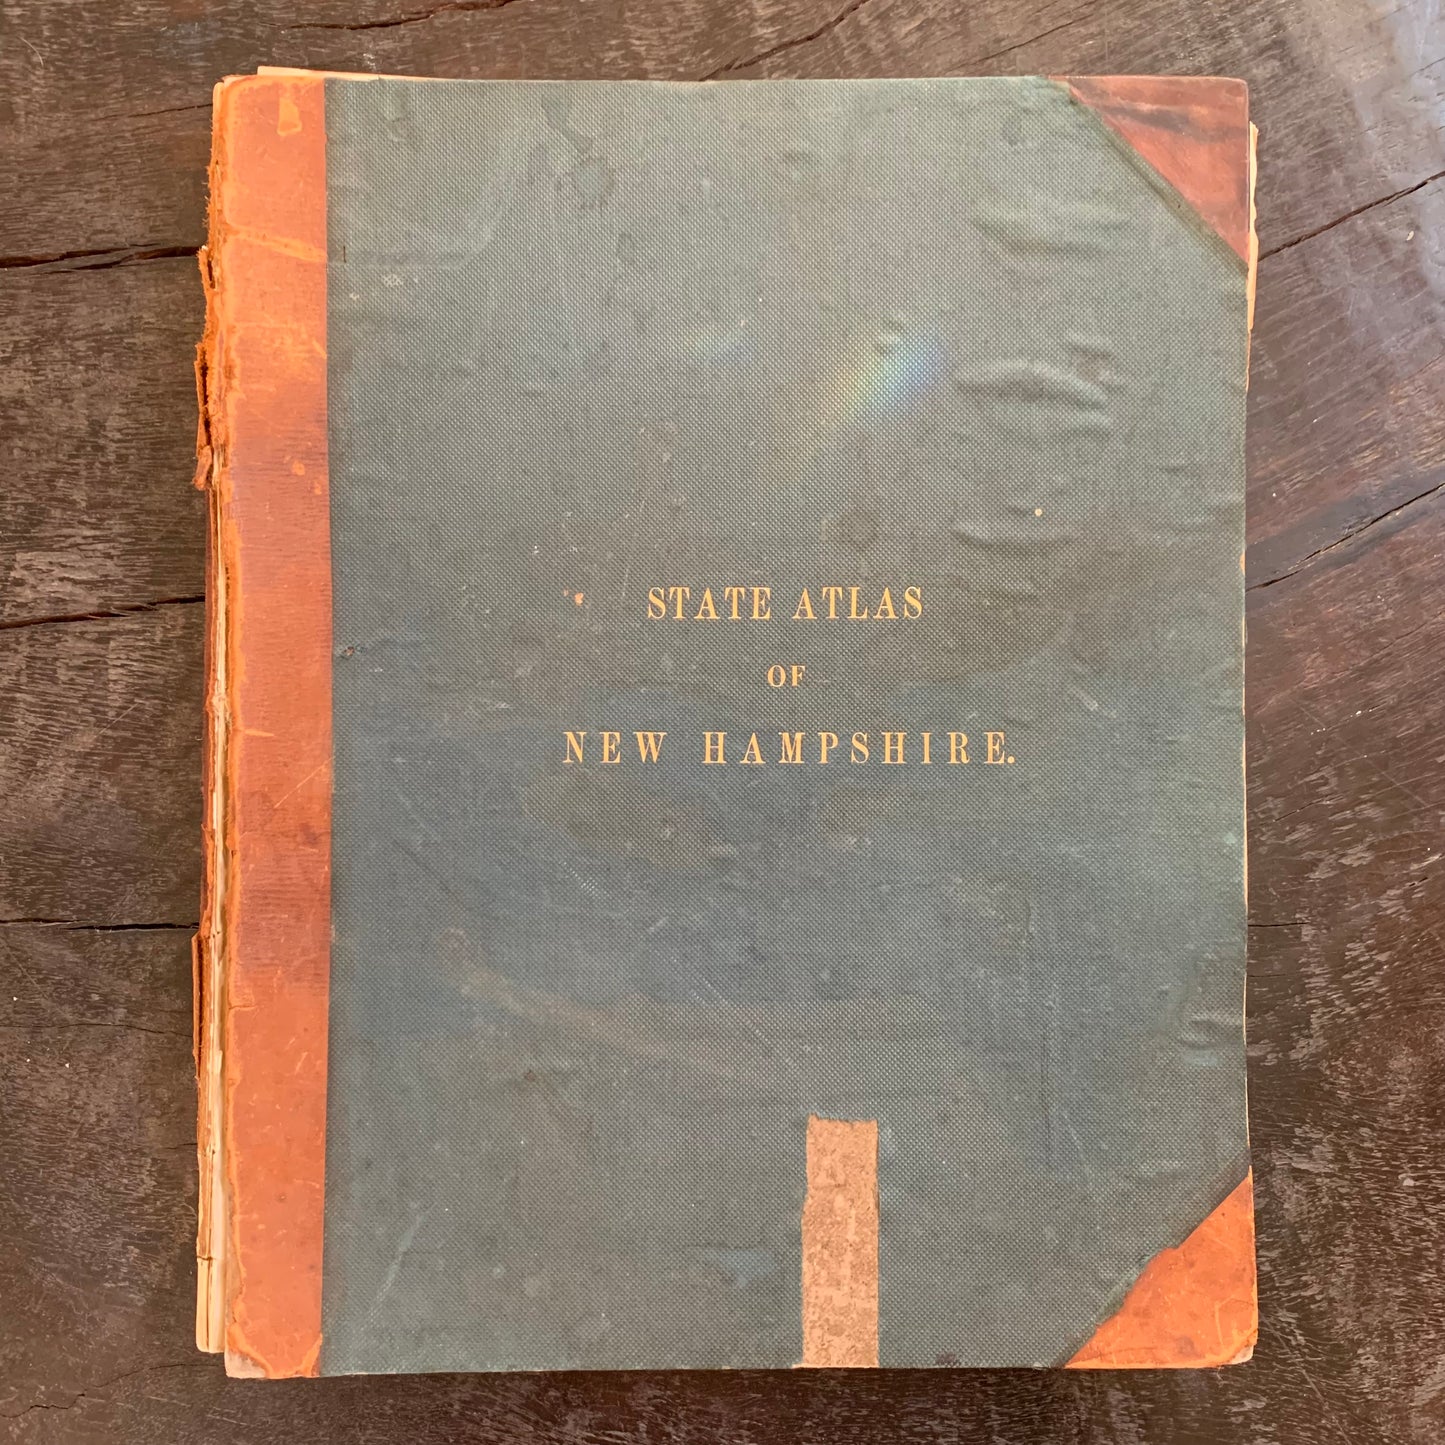 STATE ATLAS
OF
NEW HAMPSHIRE.